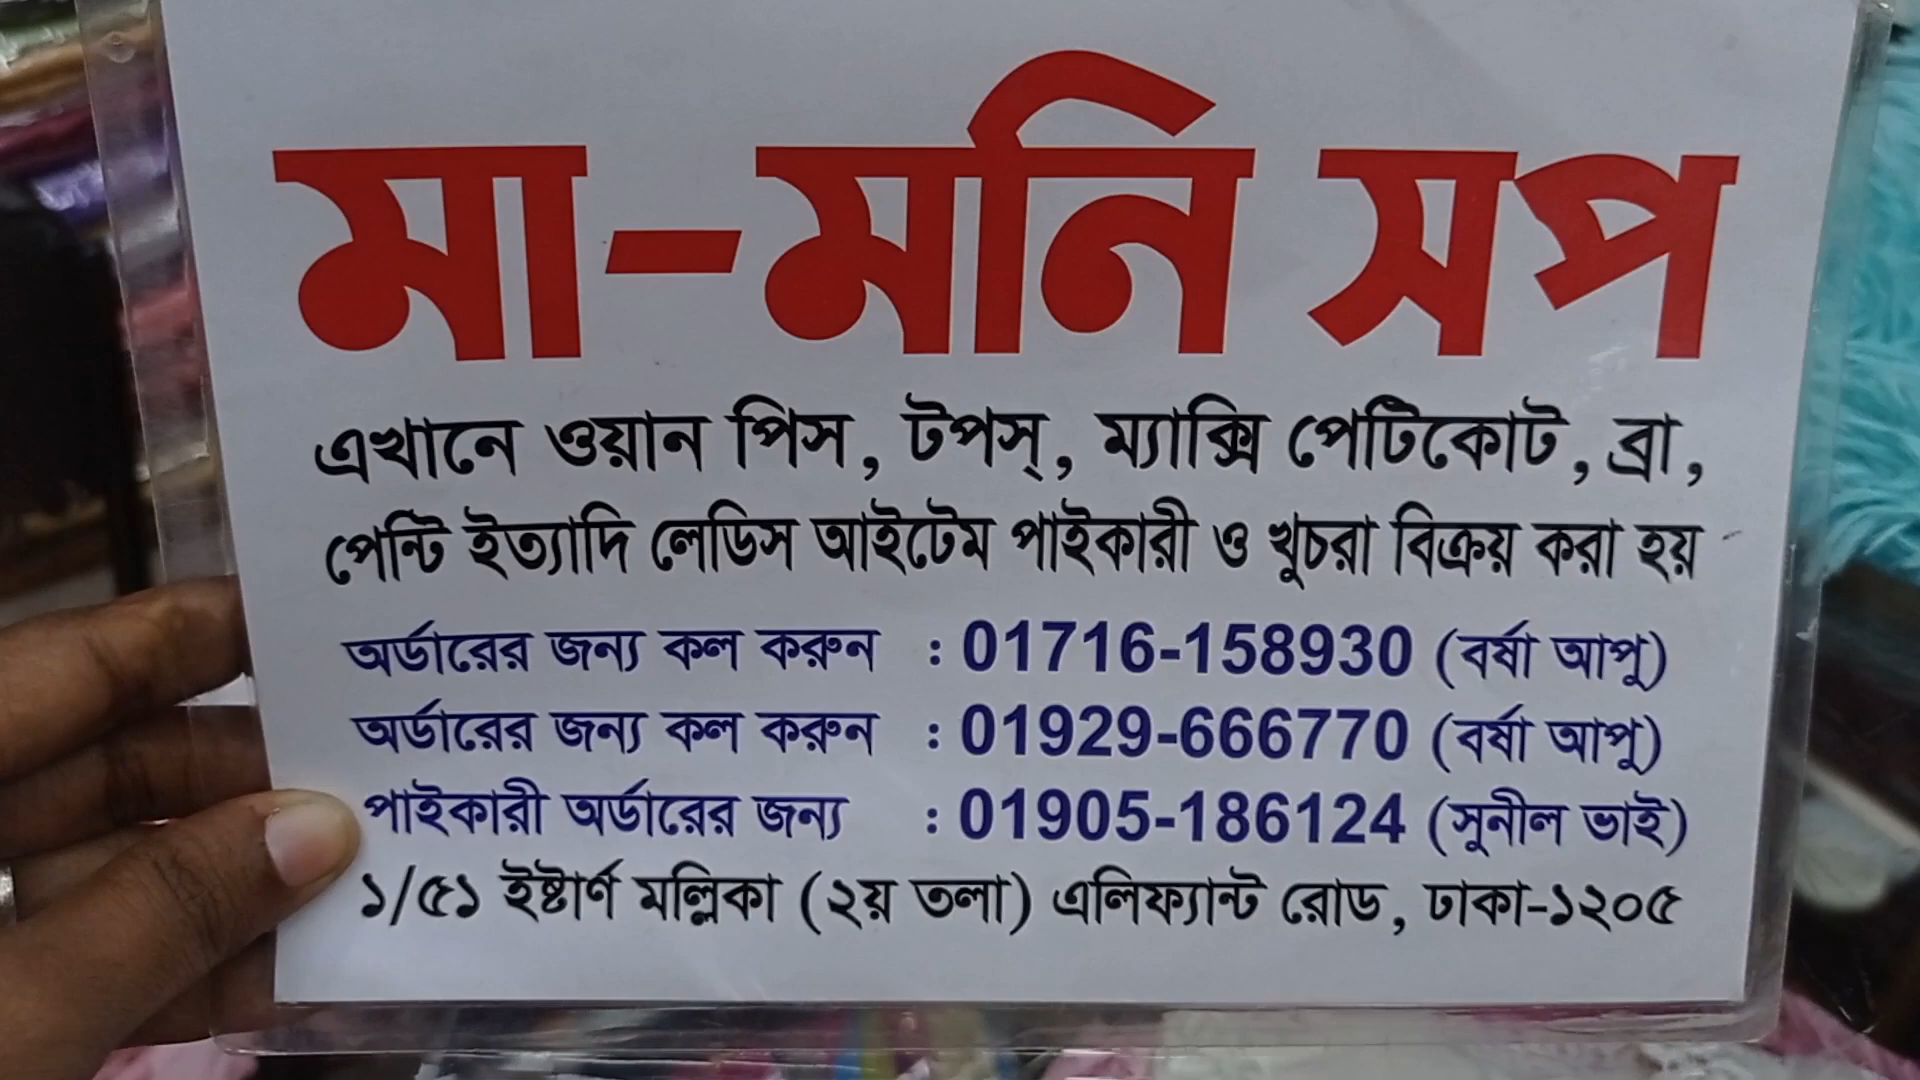 মা-মনি সপ
এখানে ওয়ান পিস, টপস্, ম্যাক্সি পেটিকোট, ব্রা,
পেন্টি ইত্যাদি লেডিস আইটেম পাইকারী ও খুচরা বিক্রয় করা হয়
অর্ডারের জন্য কল করুন : 01716-158930 (বর্ষা আপু)
অর্ডারের জন্য কল করুন : 01929-666770 (বর্ষা আপু)
পাইকারী অর্ডারের জন্য : 01905-186124 (সুনীল ভাই)
১/৫১ ইষ্টার্ণ মল্লিকা (২য় তলা) এলিফ্যান্ট রোড, ঢাকা-১২০৫